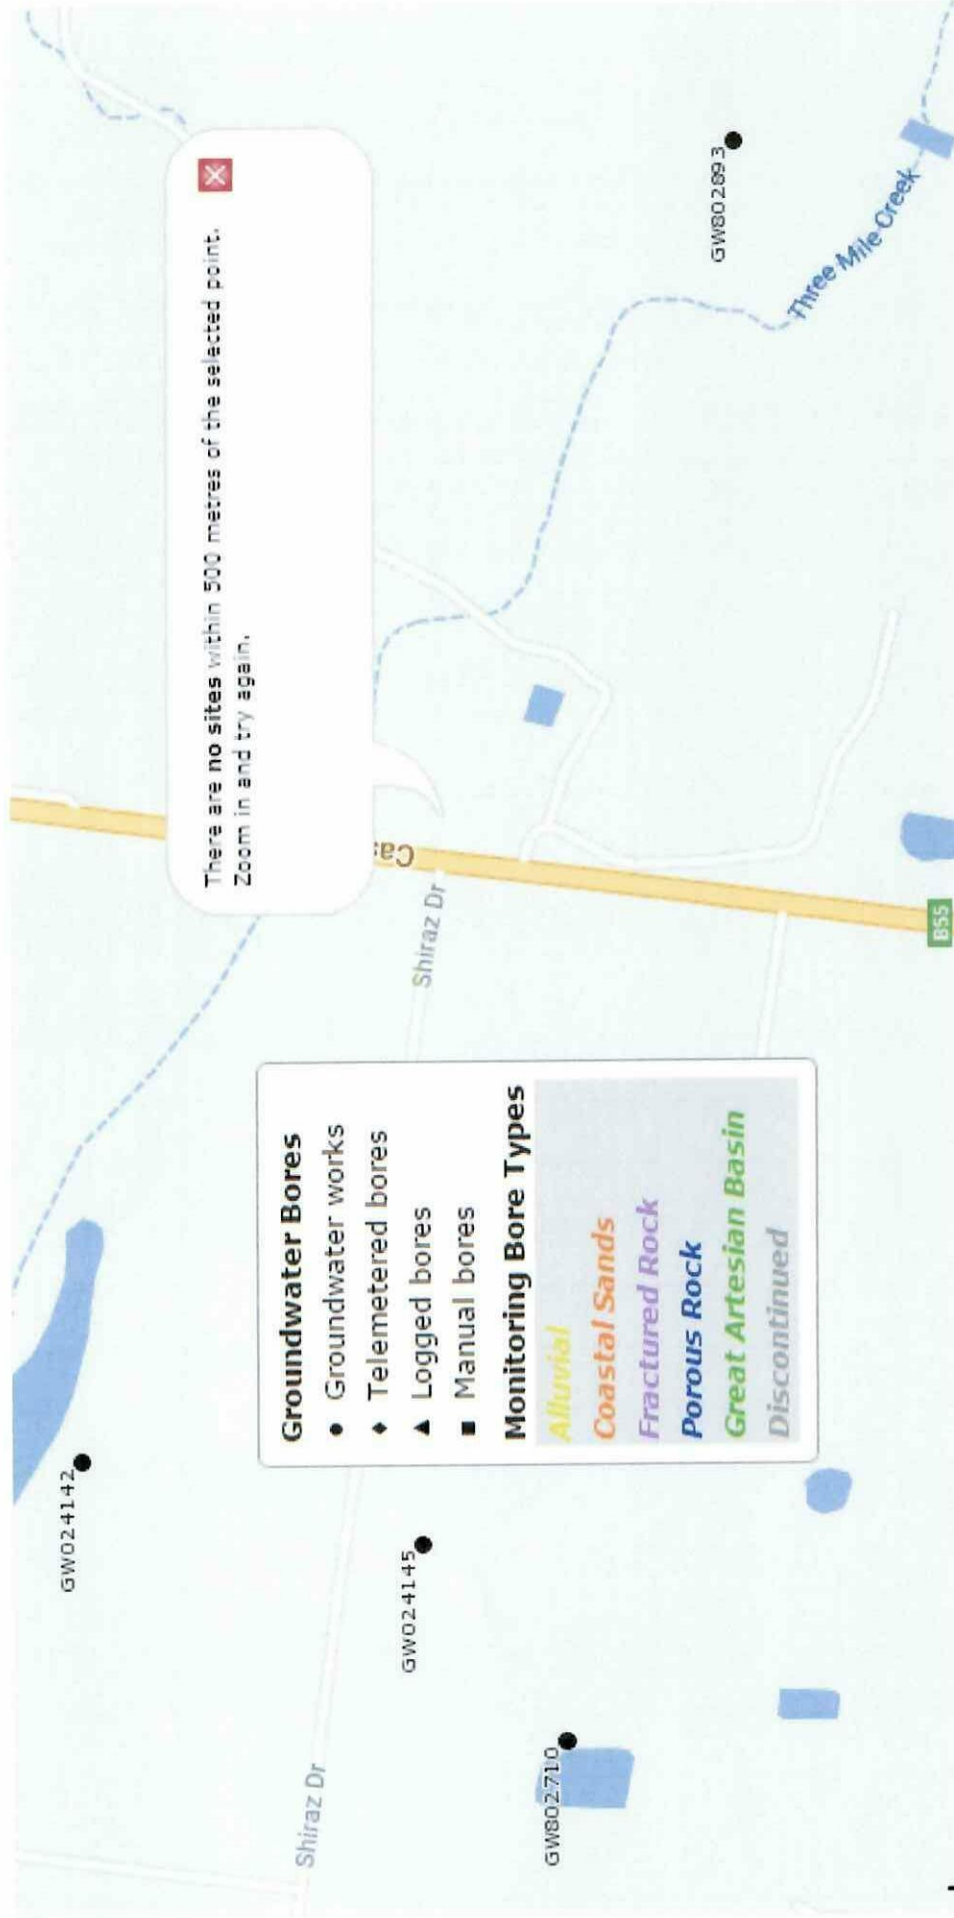 There are no sites within 500 metres of the selected point.
Zoom in and try again.
GW024142
GW024145
GW802710
GW802893
Shiraz Dr
Shiraz Dr
Three Mile Creek
B55
Groundwater Bores
Groundwater works
Telemetered bores
Logged bores
Manual bores
Monitoring Bore Types
Alluvial
Coastal Sands
Fractured Rock
Porous Rock
Great Artesian Basin
Discontinued